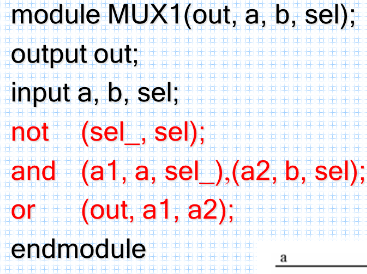 module MUX1(out, a, b, sel);
output out;
input a, b, sel;
not (sel_, sel);
and (a1, a, sel_),(a2, b, sel);
or (out, a1, a2);
endmodule
a